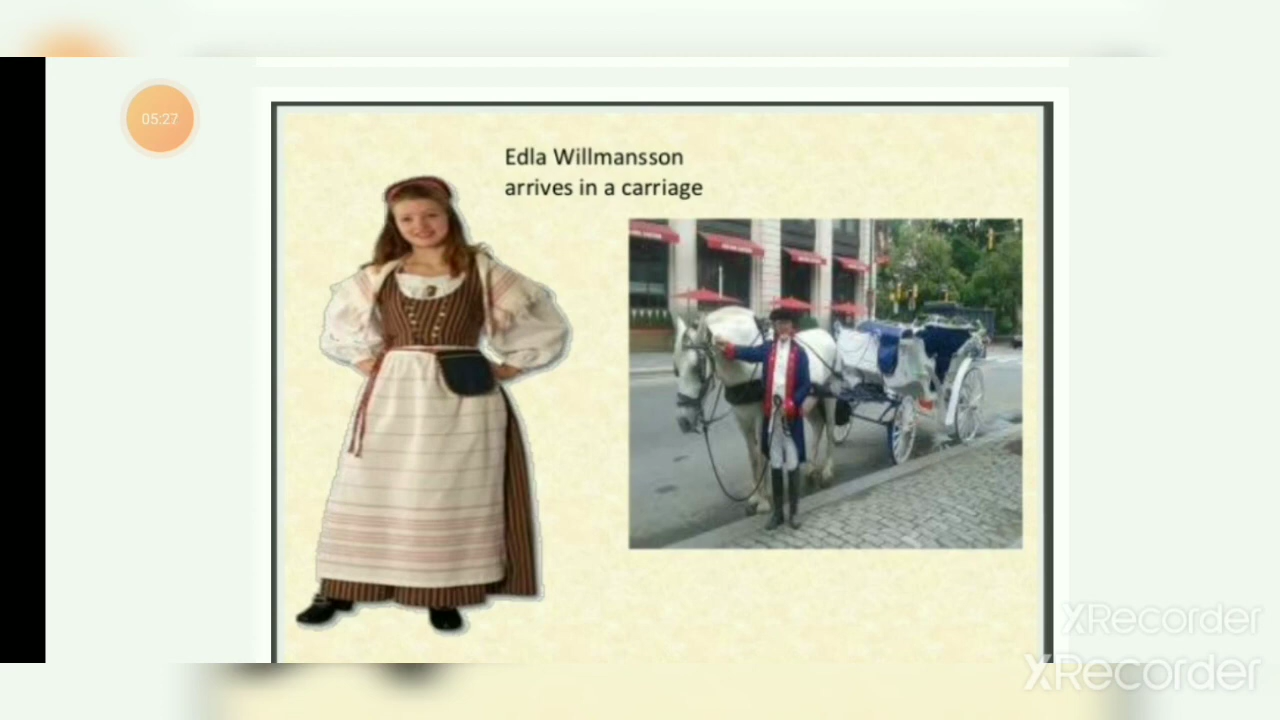 05:27
Edla Willmansson
arrives in a carriage
XRecorder
XRecorder